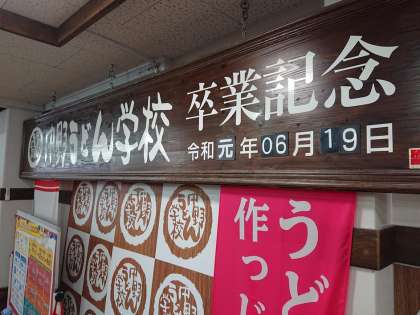 中野うどん学校
卒業記念
令和元年06月19日
うど
作っじ